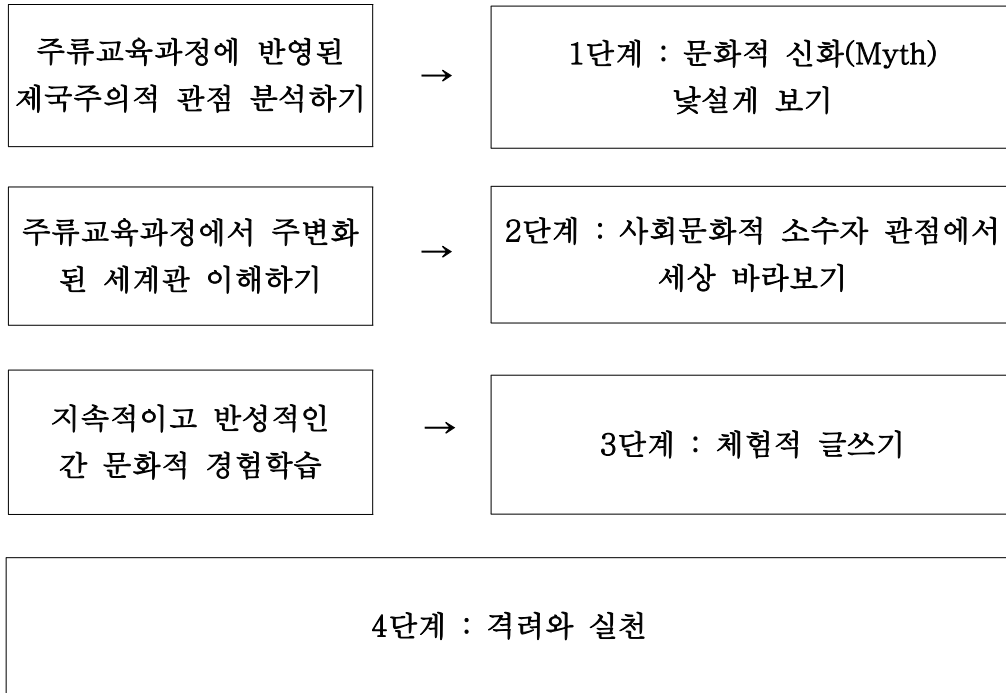 주류교육과정에 반영된
제국주의적 관점 분석하기
→
1단계 : 문화적 신화(Myth)
낯설게 보기
주류교육과정에서 주변화
된 세계관 이해하기
→
2단계 : 사회문화적 소수자 관점에서
세상 바라보기
지속적이고 반성적인
간 문화적 경험학습
→
3단계 : 체험적 글쓰기
4단계 : 격려와 실천